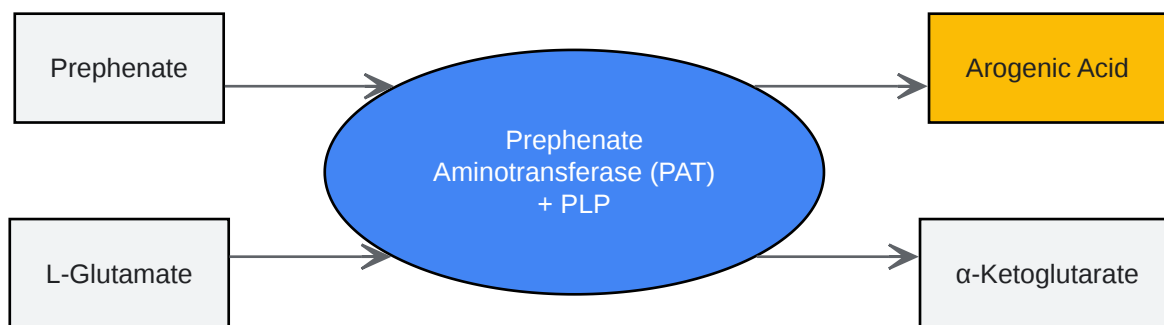 Prephenate
Arogenic Acid
Prephenate
Aminotransferase (PAT)
+ PLP
L-Glutamate
α-Ketoglutarate